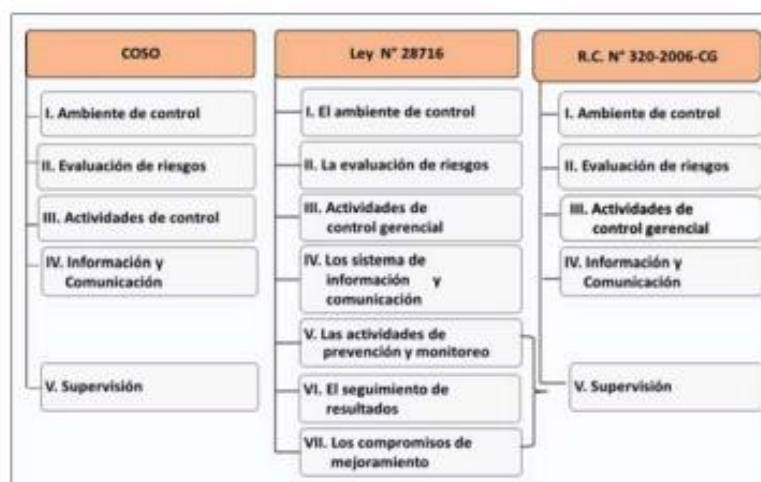 COSO
I. Ambiente de control
II. Evaluación de riesgos
III. Actividades de control
IV. Información y
Comunicación
V. Supervisión
Ley N° 28716
I. El ambiente de control
II. La evaluación de riesgos
III. Actividades de
control gerencial
IV. Los sistema de
información y
comunicación
V. Las actividades de
prevención y monitoreo
VI. El seguimiento de
resultados
VII. Los compromisos de
mejoramiento
R.C. N° 320-2006-CG
I. Ambiente de control
II. Evaluación de riesgos
III. Actividades de
control gerencial
IV. Información y
Comunicación
V. Supervisión